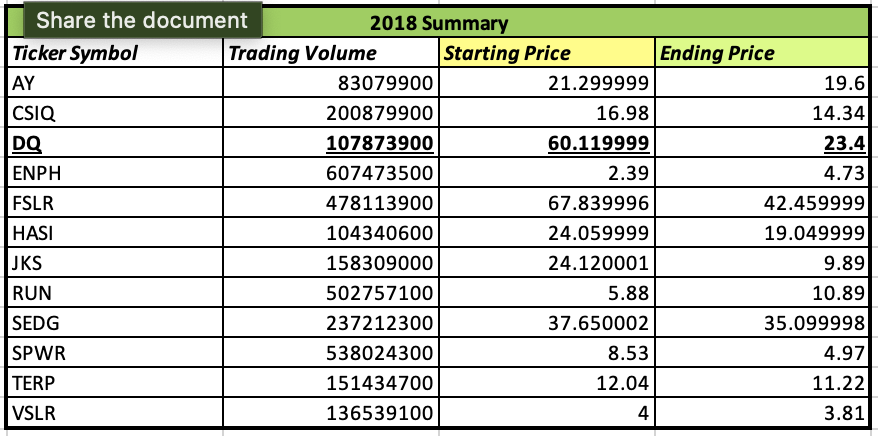 Share the document
2018 Summary
Ticker Symbol Trading Volume Starting Price Ending Price
AY 83079900 21.299999 19.6
CSIQ 200879900 16.98 14.34
DQ 107873900 60.119999 23.4
ENPH 607473500 2.39 4.73
FSLR 478113900 67.839996 42.459999
HASI 104340600 24.059999 19.049999
JKS 158309000 24.120001 9.89
RUN 502757100 5.88 10.89
SEDG 237212300 37.650002 35.099998
SPWR 538024300 8.53 4.97
TERP 151434700 12.04 11.22
VSLR 136539100 4 3.81